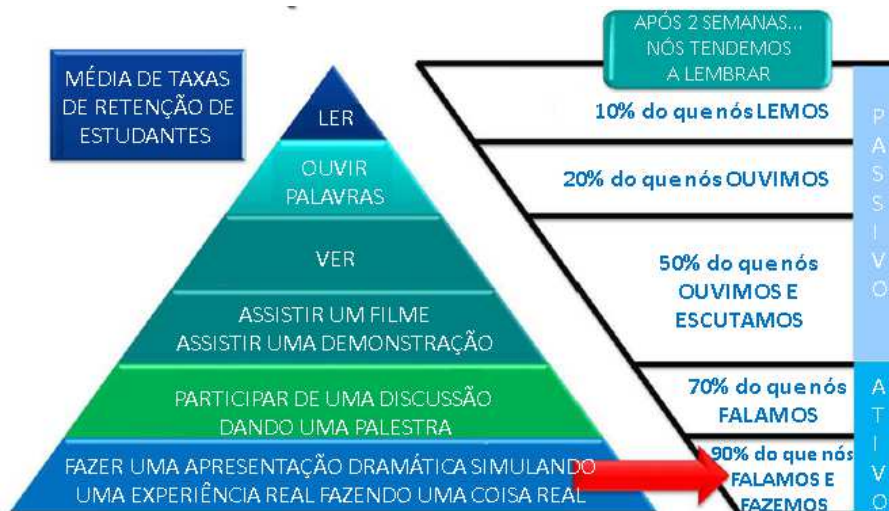 MÉDIA DE TAXAS
DE RETENÇÃO DE
ESTUDANTES
LER
OUVIR
PALAVRAS
VER
ASSISTIR UM FILME
ASSISTIR UMA DEMONSTRAÇÃO
PARTICIPAR DE UMA DISCUSSÃO
DANDO UMA PALESTRA
FAZER UMA APRESENTAÇÃO DRAMÁTICA SIMULANDO
UMA EXPERIÊNCIA REAL FAZENDO UMA COISA REAL
APÓS 2 SEMANAS...
NÓS TENDEMOS
A LEMBRAR
10% do que nós LEMOS
20% do que nós OUVIMOS
50% do que nós
OUVIMOS E
ESCUTAMOS
70% do que nós
FALAMOS
90% do que nós
FALAMOS E
FAZEMOS
PASSIVO
ATIVO